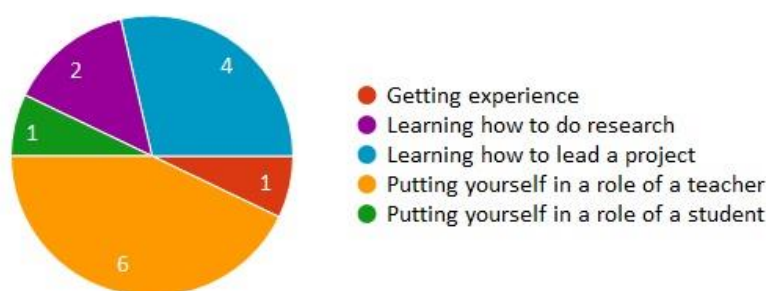 4
2
1
1
6
Getting experience
Learning how to do research
Learning how to lead a project
Putting yourself in a role of a teacher
Putting yourself in a role of a student